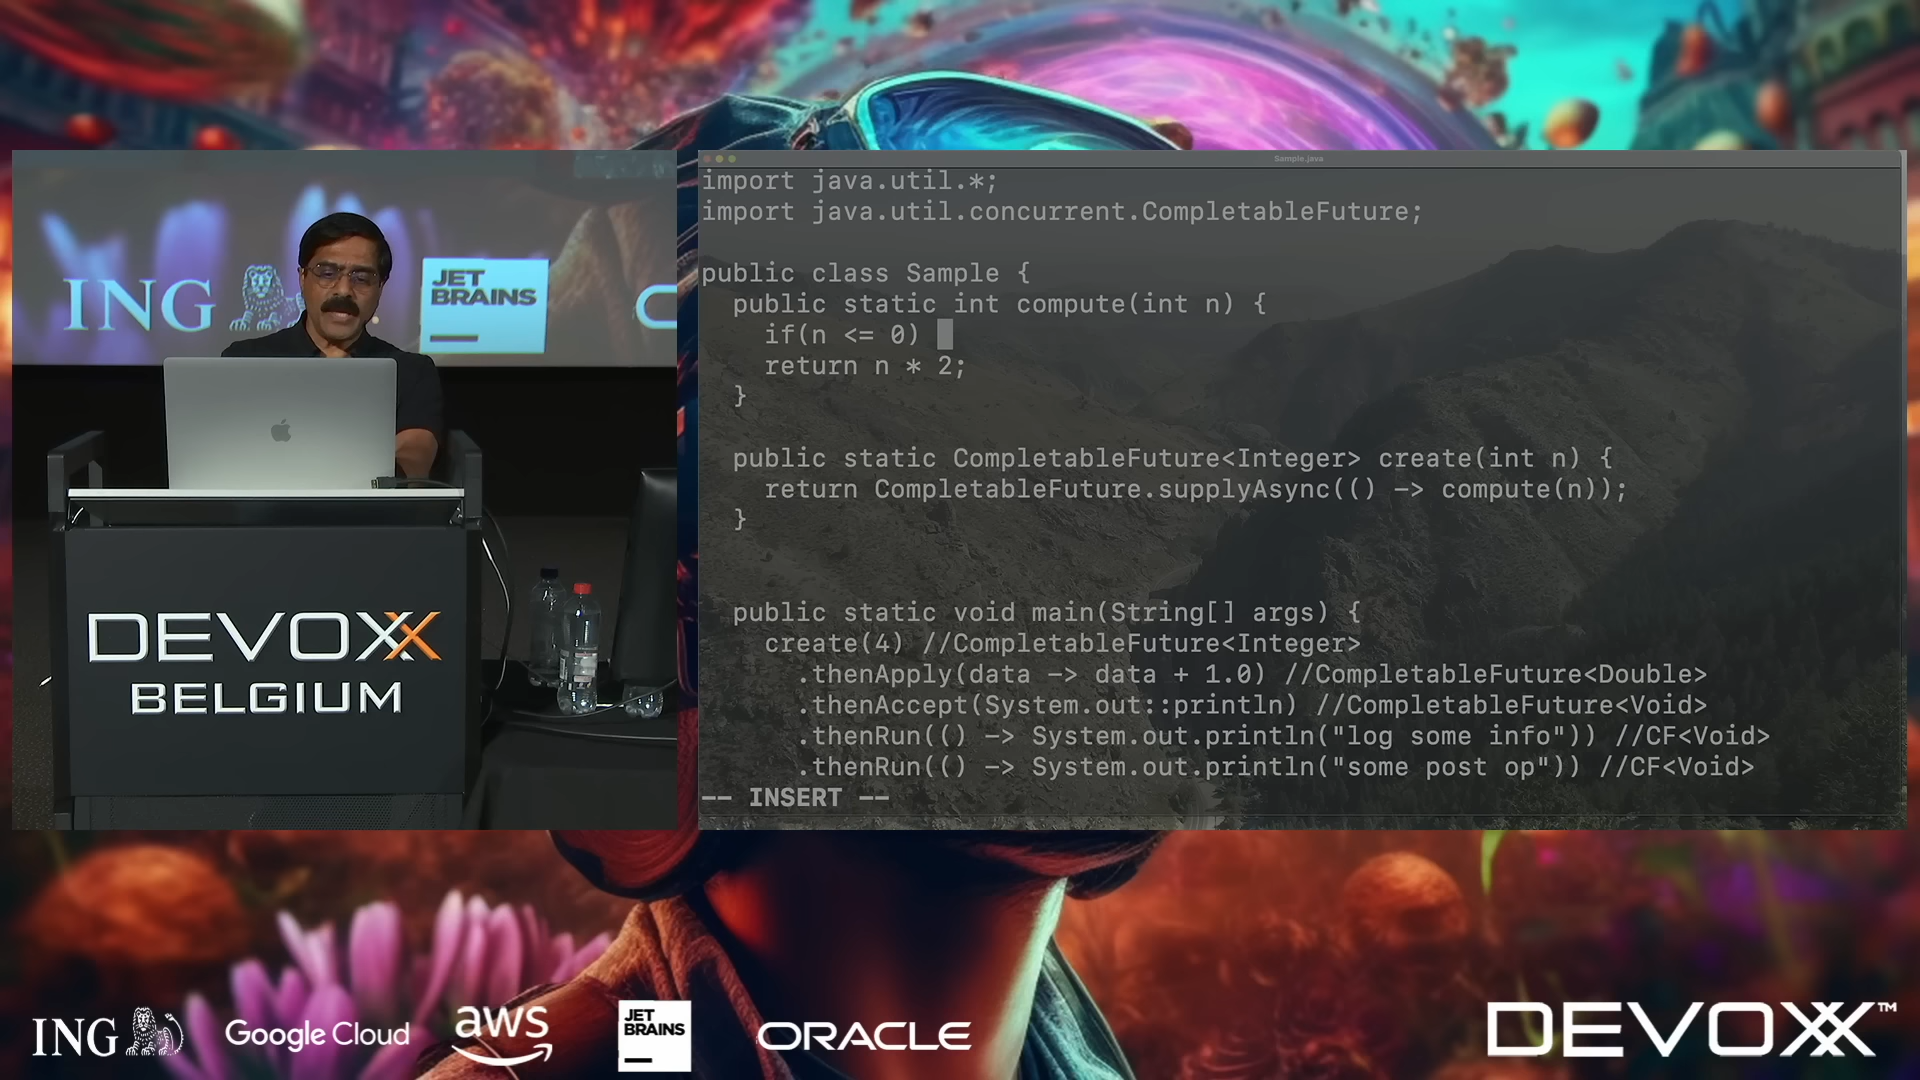 ING
JET
BRAINS
DEVOXX
BELGIUM
Sample.java
import java.util.*;
import java.util.concurrent.CompletableFuture;
public class Sample {
public static int compute(int n) {
if(n <= 0)
return n * 2;
}
public static CompletableFuture<Integer> create(int n) {
return CompletableFuture.supplyAsync(() -> compute(n));
}
public static void main(String[] args) {
create(4) //CompletableFuture<Integer>
.thenApply(data -> data + 1.0) //CompletableFuture<Double>
.thenAccept(System.out::println) //CompletableFuture<Void>
.thenRun(() -> System.out.println("log some info")) //CF<Void>
.thenRun(() -> System.out.println("some post op")) //CF<Void>
-- INSERT --
ING
Google Cloud
aws
JET
BRAINS
ORACLE
DEVOXX™